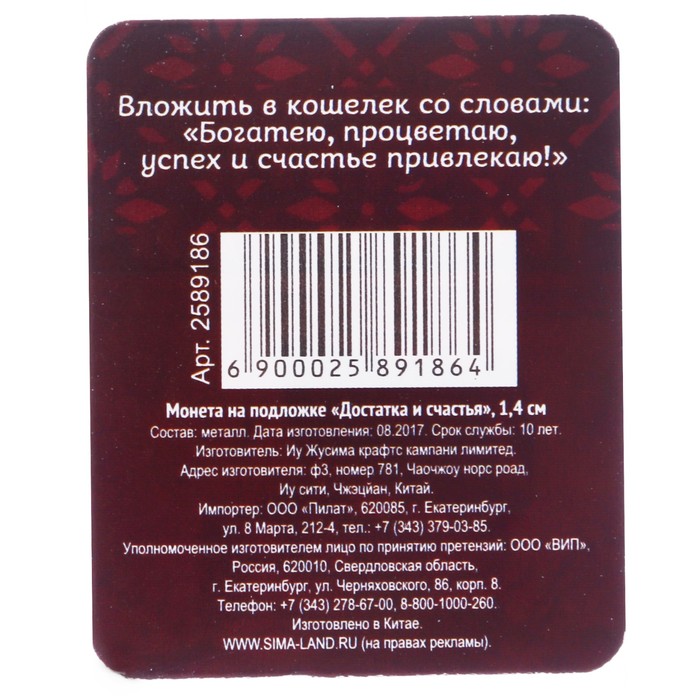 Вложить в кошелек со словами:
«Богатею, процветаю,
успех и счастье привлекаю!»
Арт. 2589186
6 900025 891864
Монета на подложке «Достатка и счастья», 1,4 см
Состав: металл. Дата изготовления: 08.2017. Срок службы: 10 лет.
Изготовитель: Иу Жусима крафтс кампани лимитед.
Адрес изготовителя: ф3, номер 781, Чаочжоу норс роад,
Иу сити, Чжэцйан, Китай.
Импортер: ООО «Пилат», 620085, г. Екатеринбург,
ул. 8 Марта, 212-4, тел.: +7 (343) 379-03-85.
Уполномоченное изготовителем лицо по принятию претензий: ООО «ВИП»,
Россия, 620010, Свердловская область,
г. Екатеринбург, ул. Черняховского, 86, корп. 8.
Телефон: +7 (343) 278-67-00, 8-800-1000-260.
Изготовлено в Китае.
WWW.SIMA-LAND.RU (на правах рекламы).